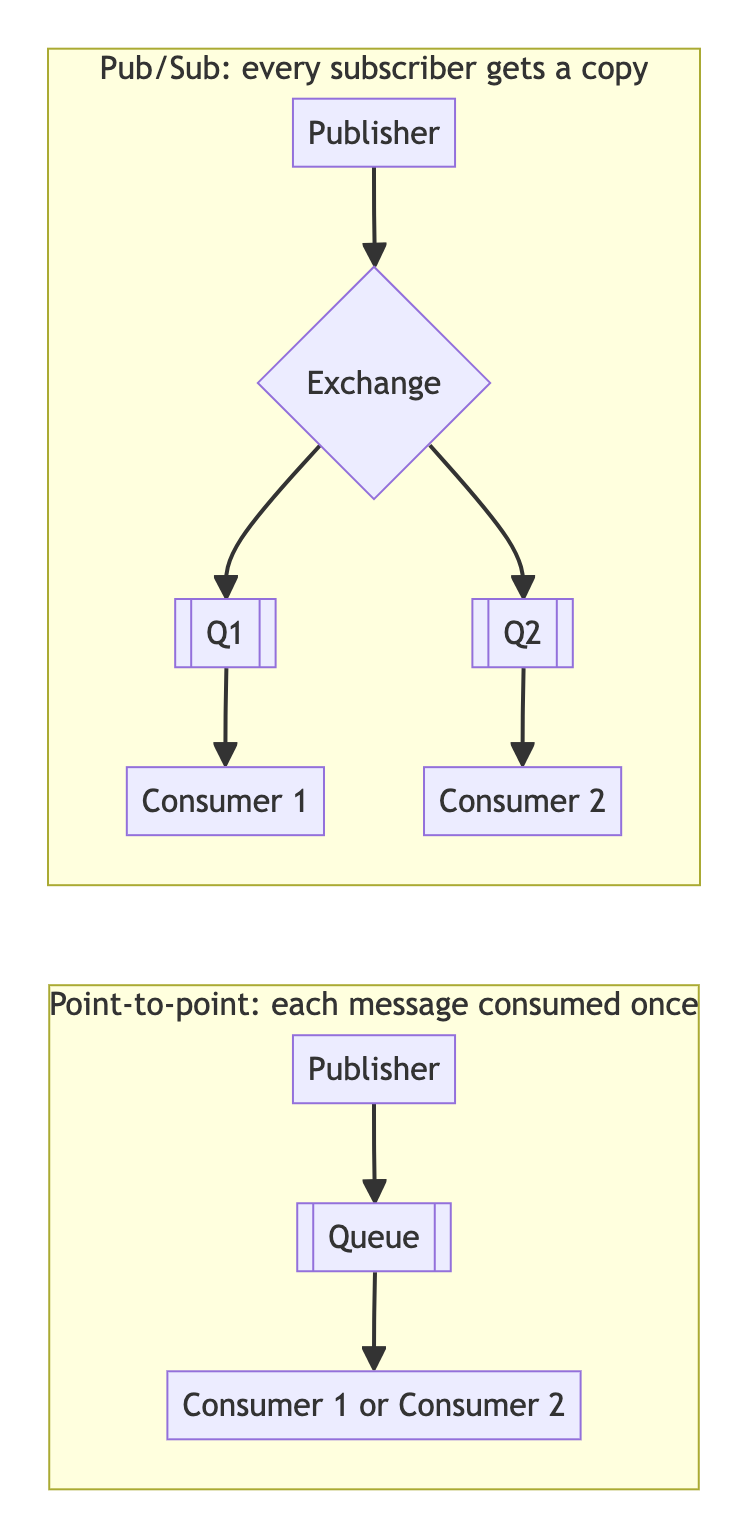 Pub/Sub: every subscriber gets a copy
Publisher
Exchange
Q1
Q2
Consumer 1
Consumer 2
Point-to-point: each message consumed once
Publisher
Queue
Consumer 1 or Consumer 2